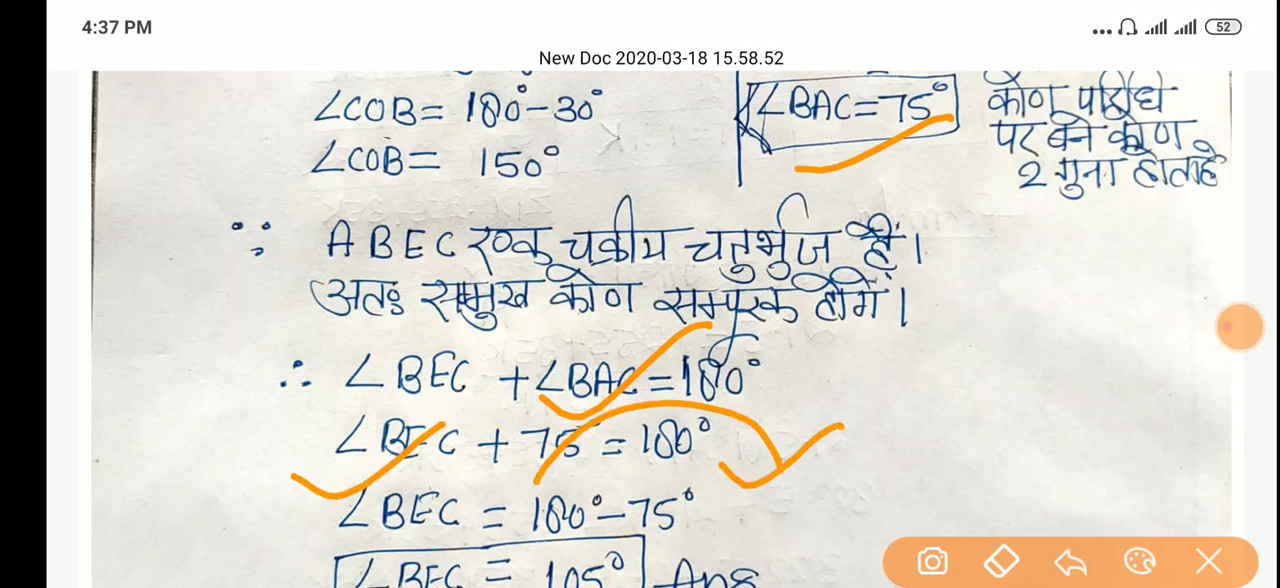 4:37 PM
... 52
New Doc 2020-03-18 15.58.52
∠COB= 180°-30°
∠COB= 150°
∠BAC=75°
कोण परिधि
पर बने कोण
2 गुना होता है
∵ ABEC एक चक्रीय चतुर्भुज है।
अतः सम्मुख कोण सम्पूरक होगें।
∴ ∠BEC +∠BAC=180°
∠BEC + 75 = 180°
∠BEC = 180°-75°
∠BEC = 105° Ans